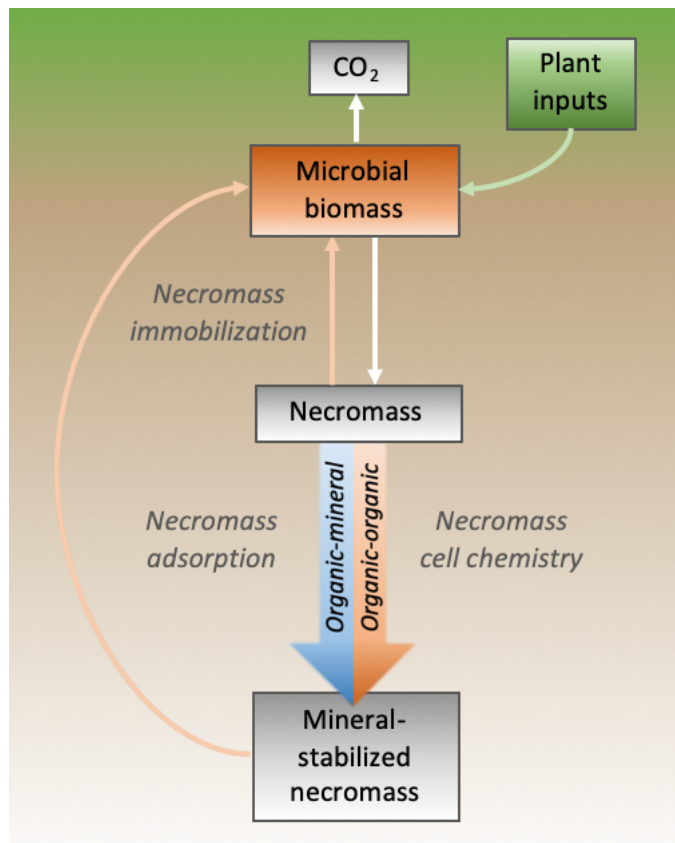 CO₂
Plant
inputs
Microbial
biomass
Necromass
immobilization
Necromass
Necromass
adsorption
Organic-mineral
Organic-organic
Necromass
cell chemistry
Mineral-
stabilized
necromass